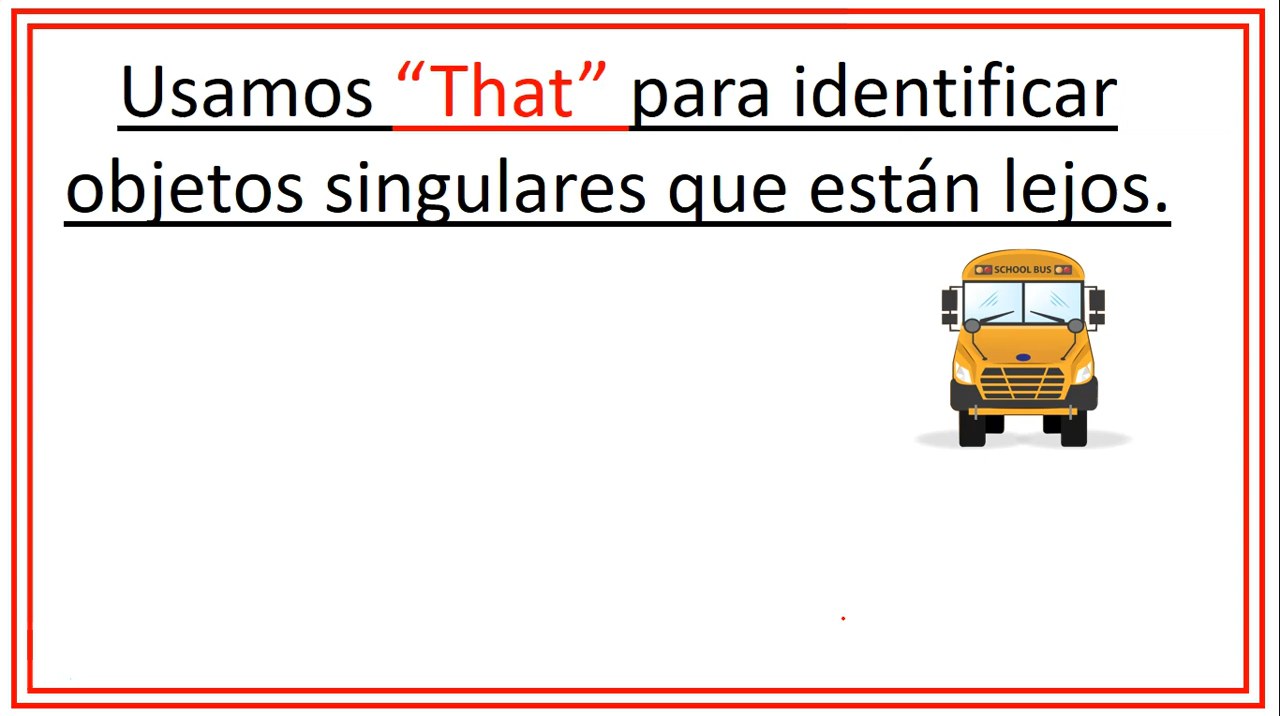 Usamos “That” para identificar
objetos singulares que están lejos.
SCHOOL BUS